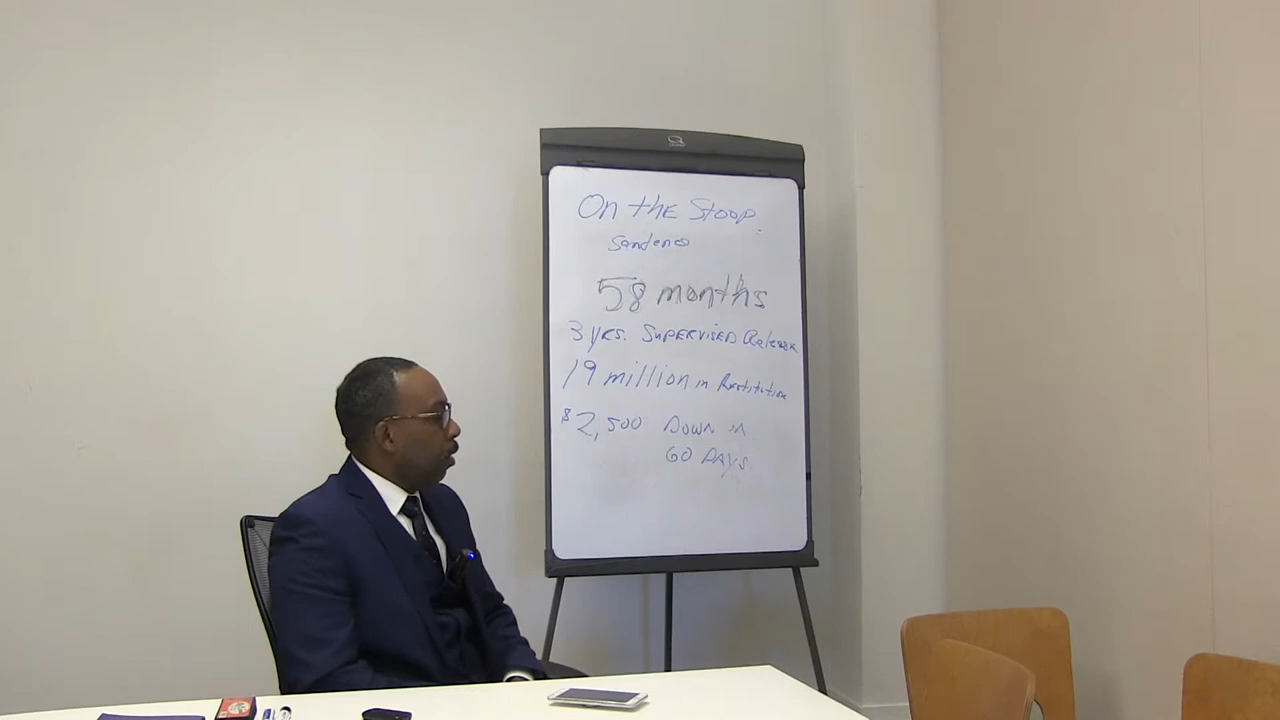 On the Stoop:
Sentence
58 months
3 yrs. Supervised Release
19 million in Restitution
$2,500 Down in
60 Days